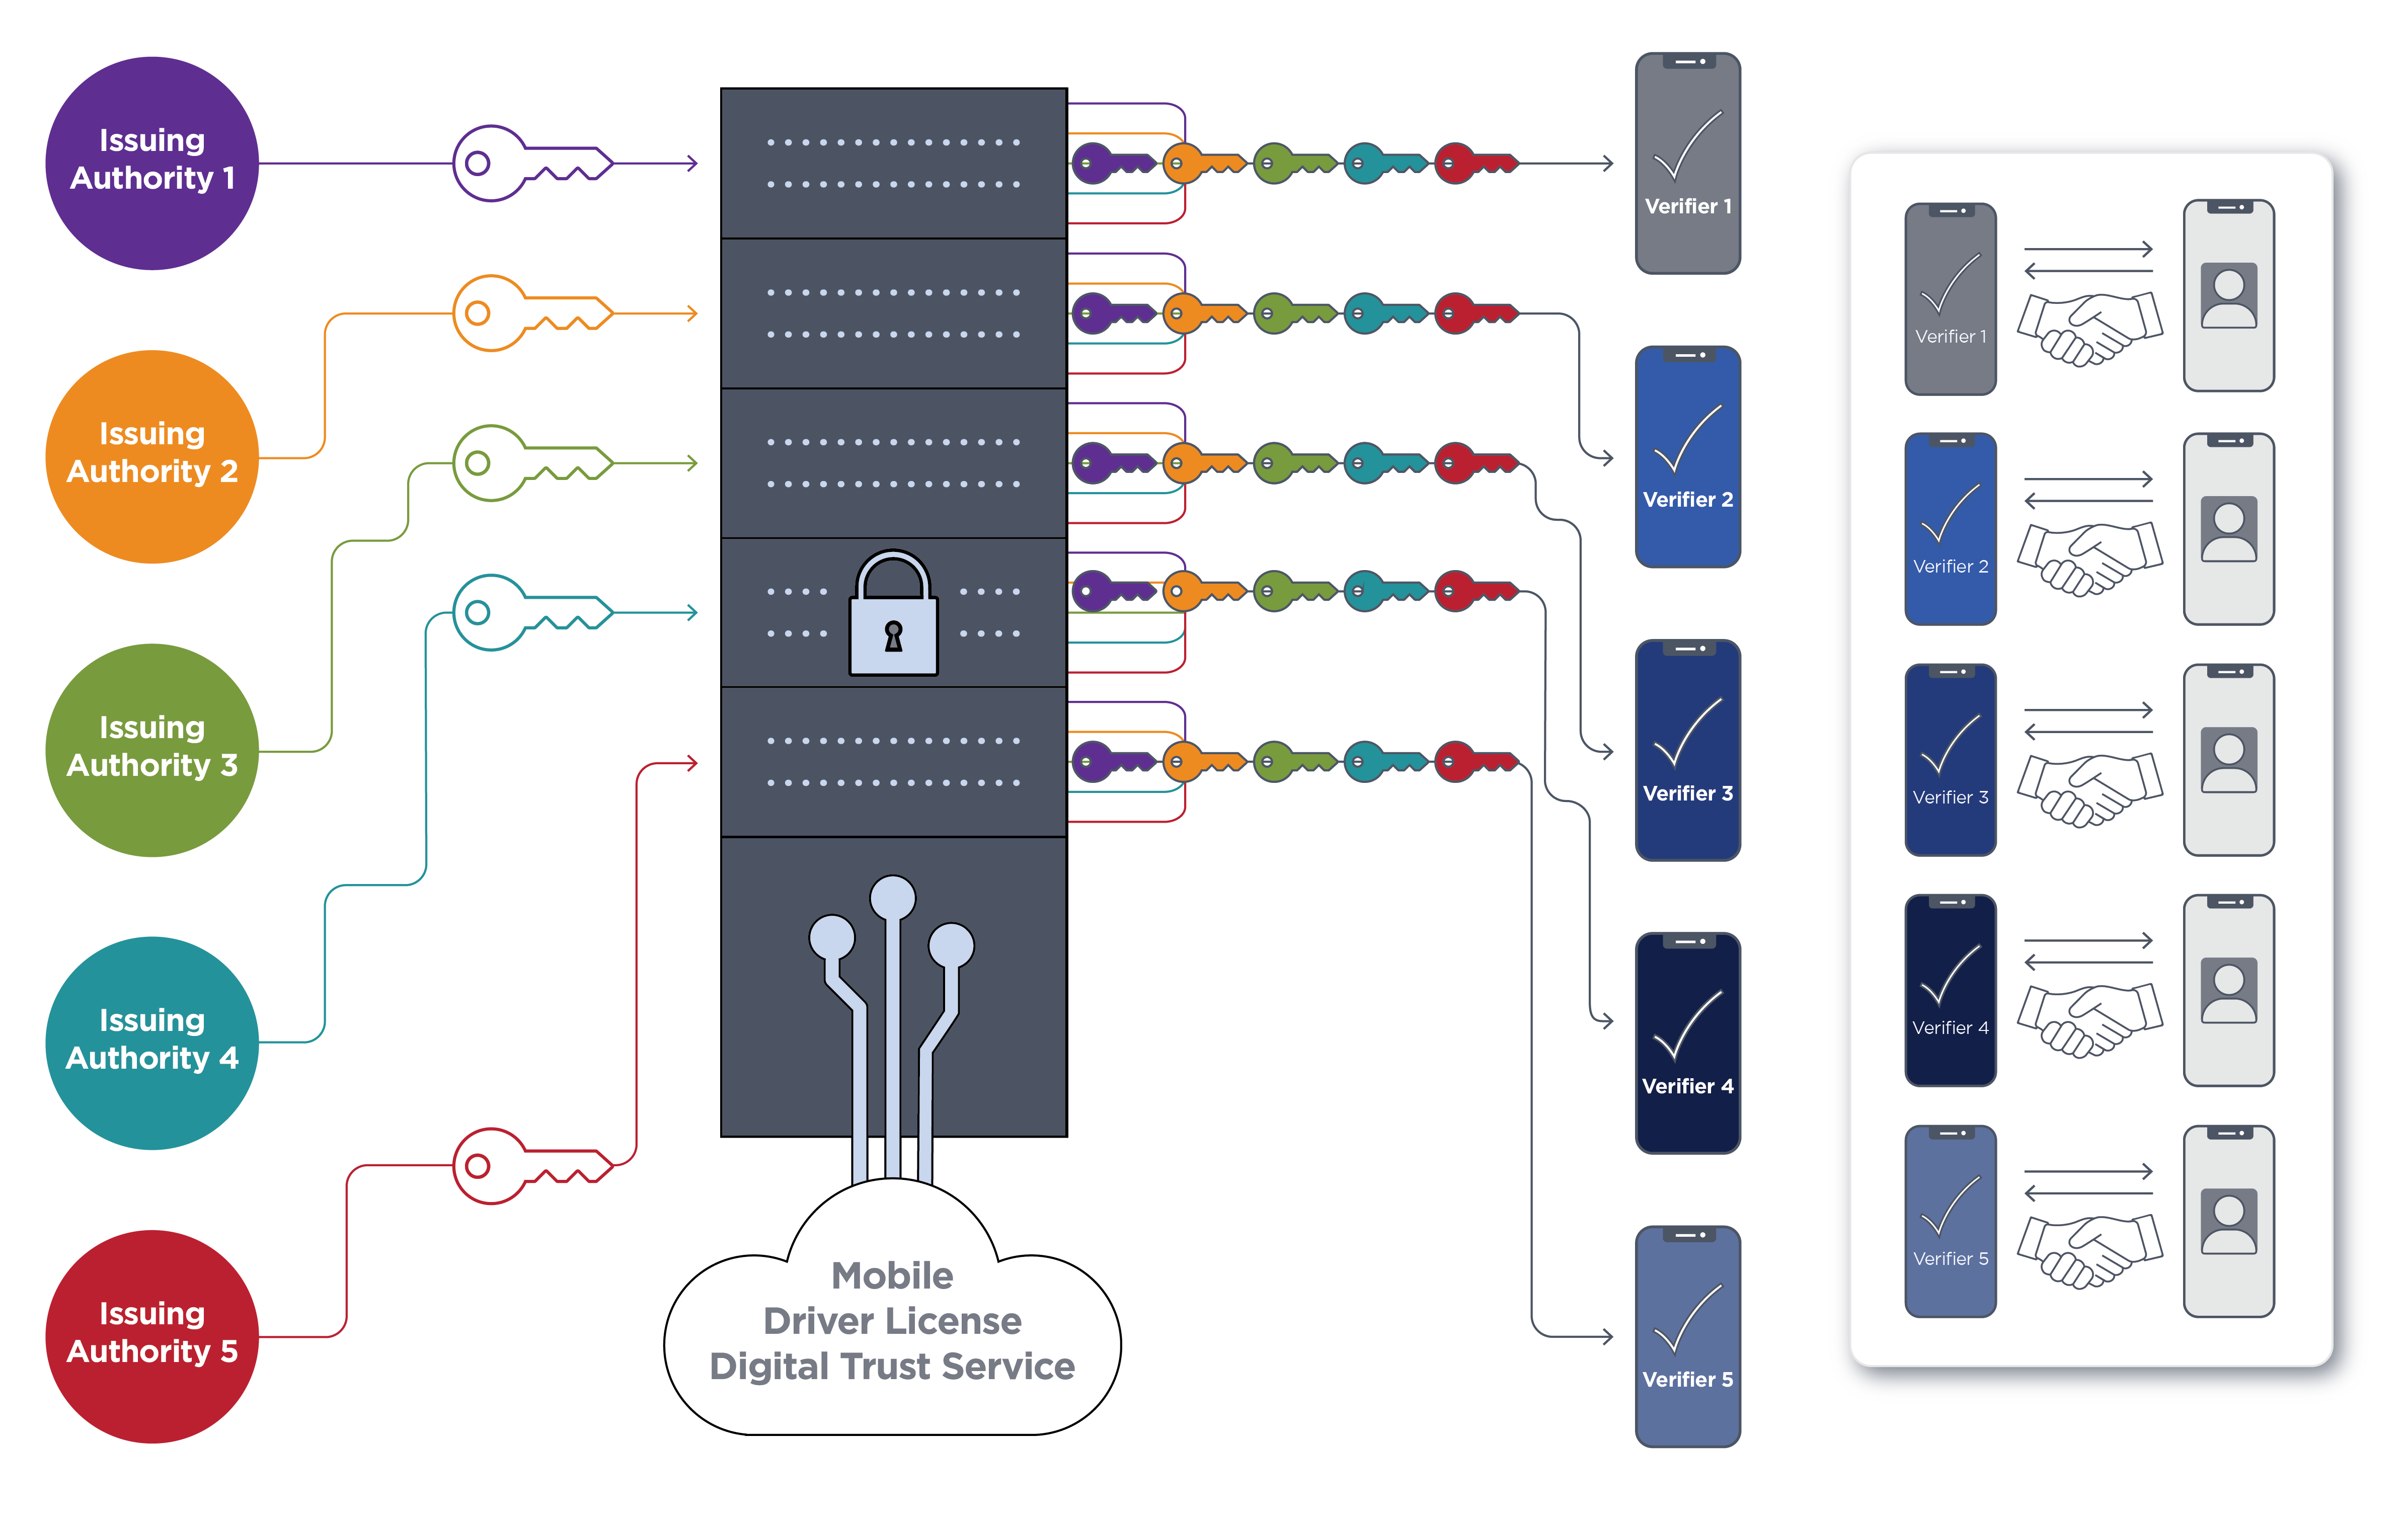 Issuing
Authority 1
Issuing
Authority 2
Issuing
Authority 3
Issuing
Authority 4
Issuing
Authority 5
Mobile
Driver License
Digital Trust Service
Verifier 1
Verifier 2
Verifier 3
Verifier 4
Verifier 5
Verifier 1
Verifier 2
Verifier 3
Verifier 4
Verifier 5